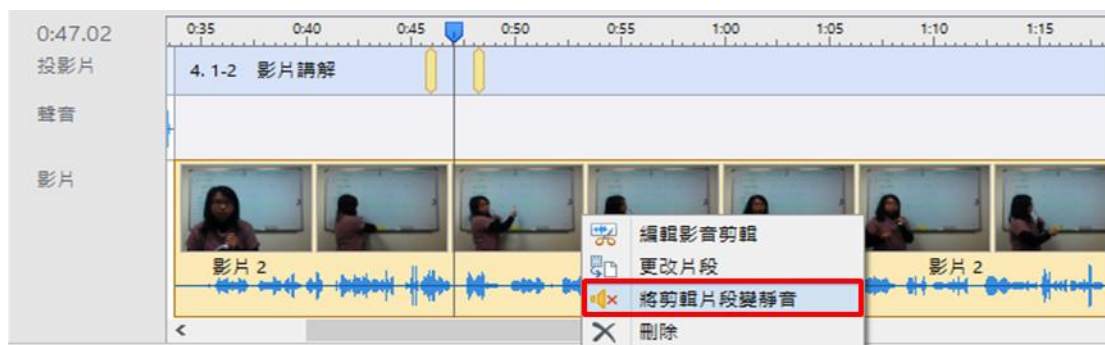 0:47.02
0:35 0:40 0:45 0:50 0:55 1:00 1:05 1:10 1:15
投影片
4. 1-2 影片講解
聲音
影片
編輯影音剪輯
影片 2
更改片段
影片 2
將剪輯片段變靜音
刪除